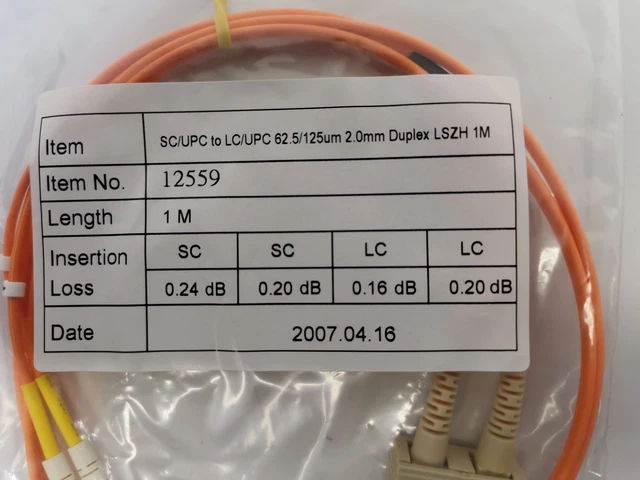 Item SC/UPC to LC/UPC 62.5/125um 2.0mm Duplex LSZH 1M
Item No. 12559
Length 1 M
Insertion SC SC LC LC
Loss 0.24 dB 0.20 dB 0.16 dB 0.20 dB
Date 2007.04.16